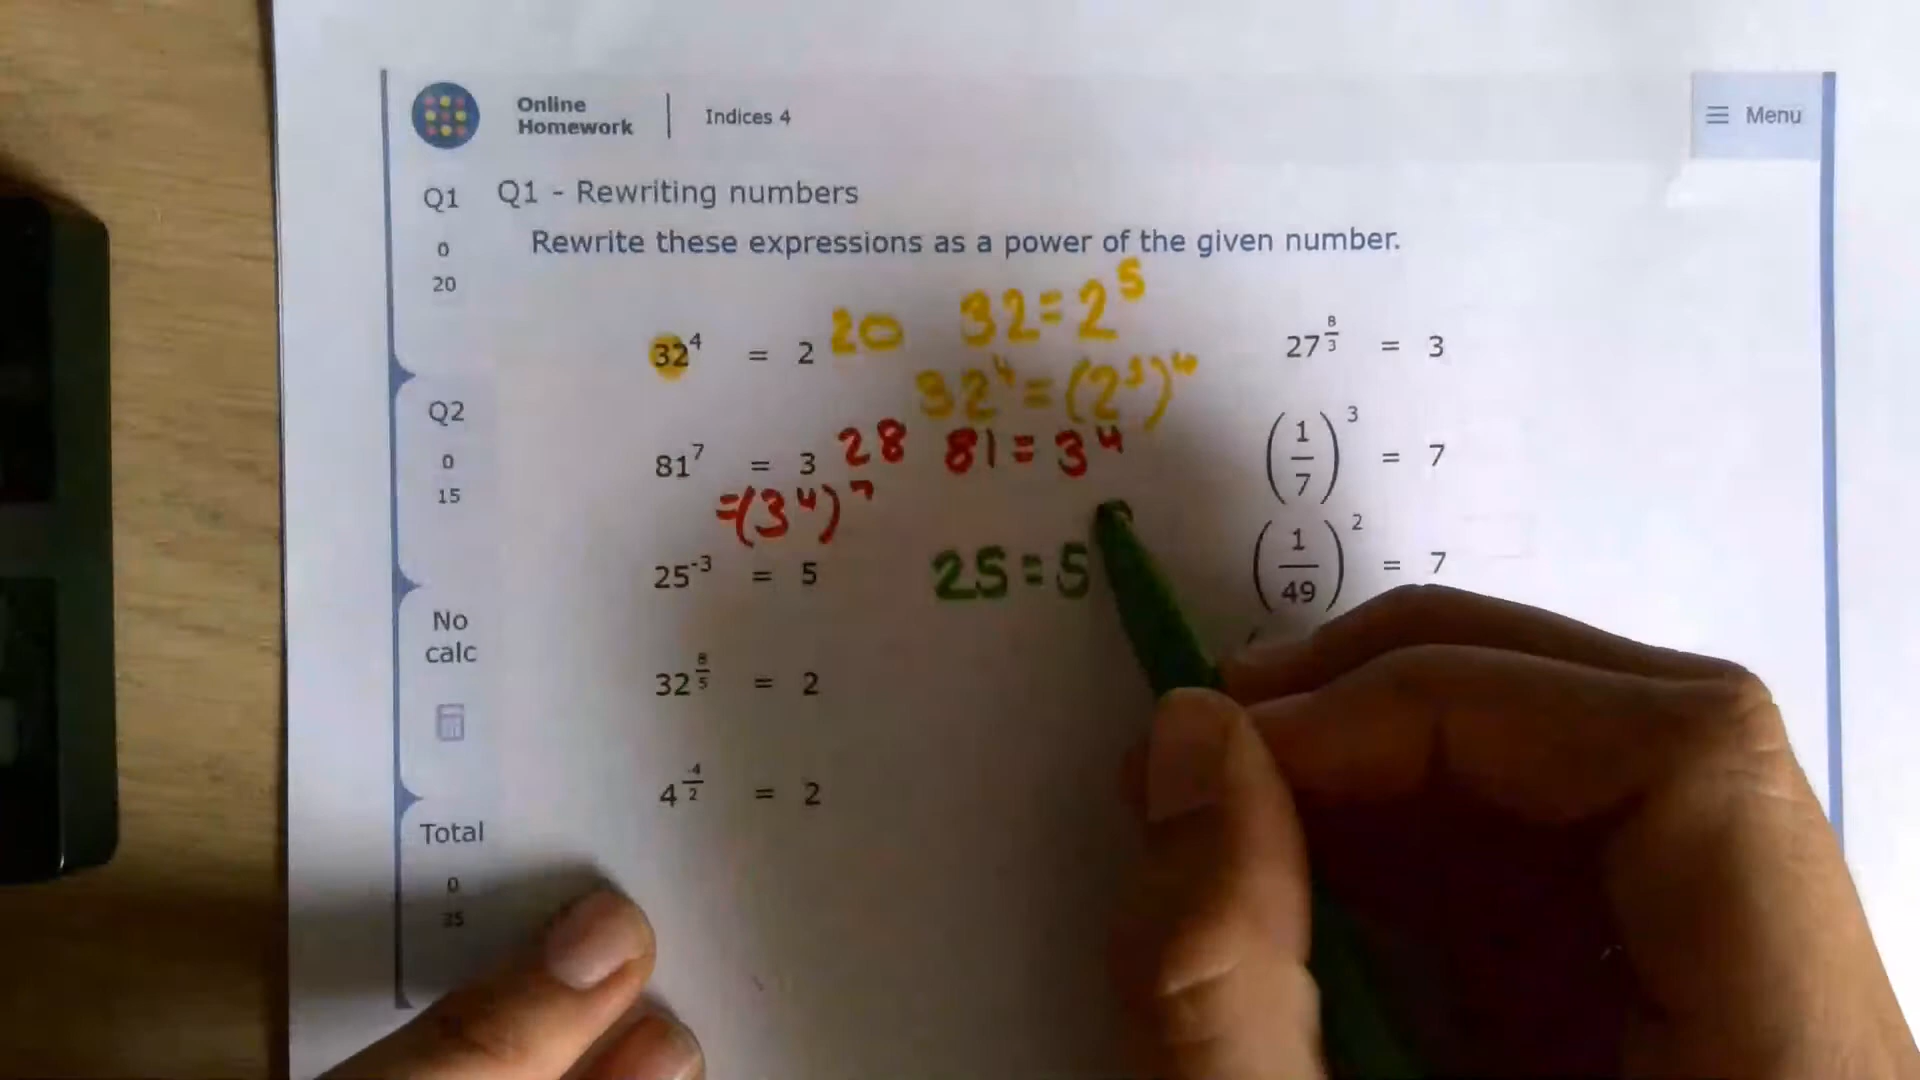 Online Homework | Indices 4
☰ Menu
Q1
0
20
Q2
0
15
No calc
Total
0
35
Q1 - Rewriting numbers
Rewrite these expressions as a power of the given number.
32⁴ = 2 20
32 = 2⁵
32⁴ = (2⁵)⁴
81⁷ = 3 28
81 = 3⁴
= (3⁴)⁷
25⁻³ = 5
25 = 5
32^(8/5) = 2
4^(-4/2) = 2
27^(8/3) = 3
(1/7)³ = 7
(1/49)² = 7